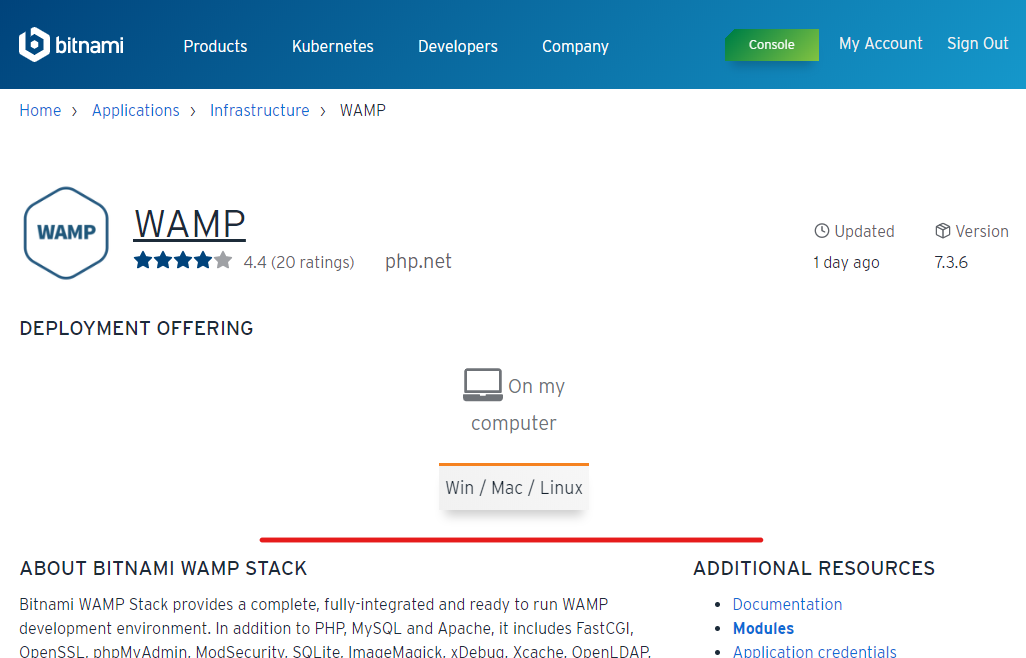 bitnami Products Kubernetes Developers Company Console My Account Sign Out
Home › Applications › Infrastructure › WAMP
WAMP
WAMP
4.4 (20 ratings) php.net
Updated Version
1 day ago 7.3.6
DEPLOYMENT OFFERING
On my
computer
Win / Mac / Linux
ABOUT BITNAMI WAMP STACK
Bitnami WAMP Stack provides a complete, fully-integrated and ready to run WAMP
development environment. In addition to PHP, MySQL and Apache, it includes FastCGI,
OpenSSL, phpMyAdmin, ModSecurity, SQLite, ImageMagick, xDebug, Xcache, OpenLDAP,
ADDITIONAL RESOURCES
• Documentation
• Modules
• Application credentials